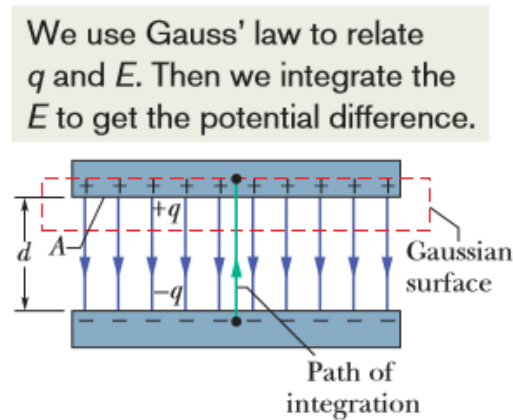 We use Gauss' law to relate
q and E. Then we integrate the
E to get the potential difference.
+ + + + + + + + + +
+q
A
d
Gaussian
surface
−q
− − − − − − − − − −
Path of
integration